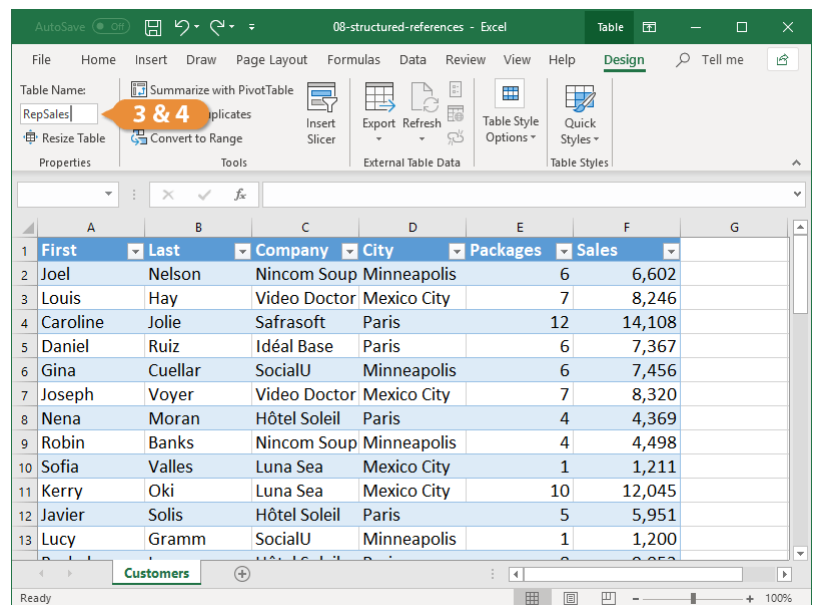 AutoSave Off 08-structured-references - Excel Table
File Home Insert Draw Page Layout Formulas Data Review View Help Design Tell me
Table Name: Summarize with PivotTable
RepSales 3 & 4
Resize Table Convert to Range Insert Slicer Export Refresh Table Style Options Quick Styles
Properties Tools External Table Data Table Styles
fx
A B C D E F G
1 First Last Company City Packages Sales
2 Joel Nelson Nincom Soup Minneapolis 6 6,602
3 Louis Hay Video Doctor Mexico City 7 8,246
4 Caroline Jolie Safrasoft Paris 12 14,108
5 Daniel Ruiz Idéal Base Paris 6 7,367
6 Gina Cuellar SocialU Minneapolis 6 7,456
7 Joseph Voyer Video Doctor Mexico City 7 8,320
8 Nena Moran Hôtel Soleil Paris 4 4,369
9 Robin Banks Nincom Soup Minneapolis 4 4,498
10 Sofia Valles Luna Sea Mexico City 1 1,211
11 Kerry Oki Luna Sea Mexico City 10 12,045
12 Javier Solis Hôtel Soleil Paris 5 5,951
13 Lucy Gramm SocialU Minneapolis 1 1,200
Customers
Ready 100%